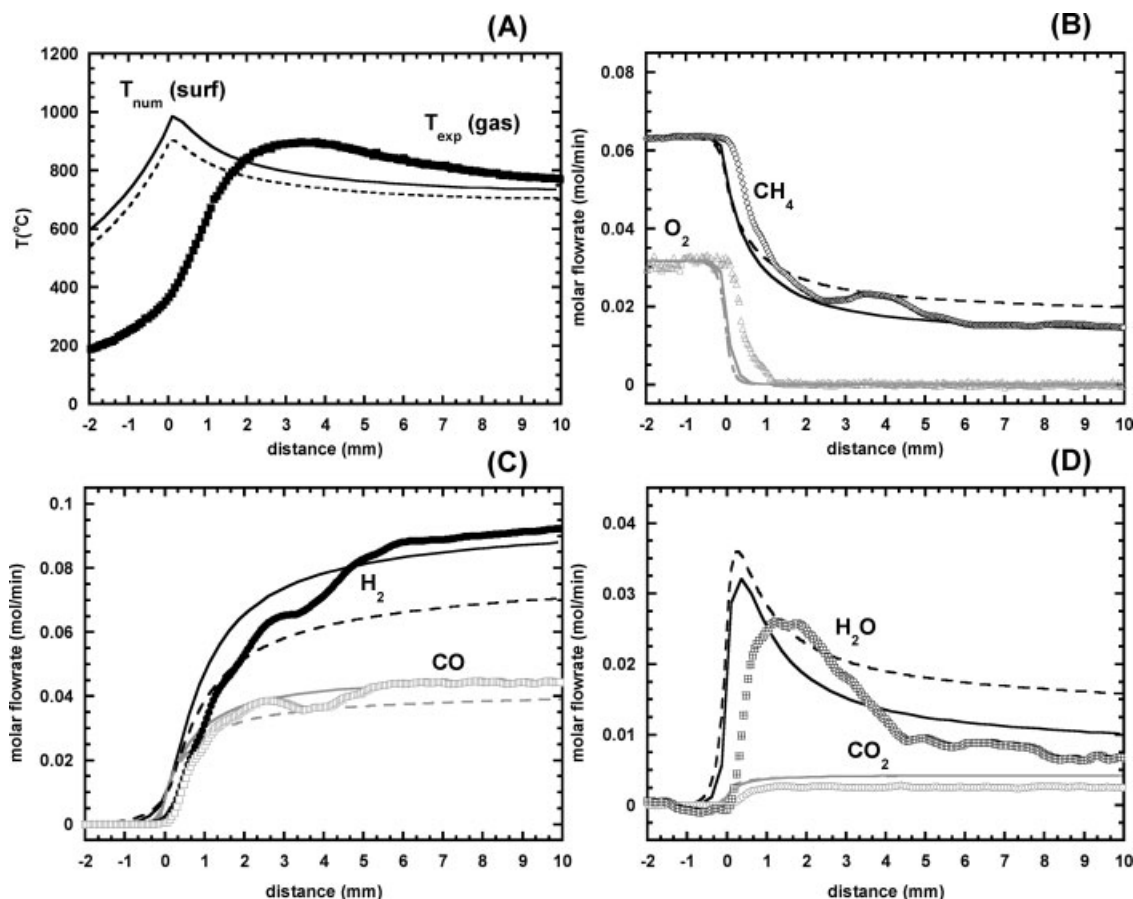 (A)
1200
1000
800
600
400
200
0
T(°C)
T_num (surf)
T_exp (gas)
-2 -1 0 1 2 3 4 5 6 7 8 9 10
distance (mm)
(B)
0.08
0.06
0.04
0.02
0
molar flowrate (mol/min)
CH₄
O₂
-2 -1 0 1 2 3 4 5 6 7 8 9 10
distance (mm)
(C)
0.1
0.08
0.06
0.04
0.02
0
molar flowrate (mol/min)
H₂
CO
-2 -1 0 1 2 3 4 5 6 7 8 9 10
distance (mm)
(D)
0.04
0.03
0.02
0.01
0
molar flowrate (mol/min)
H₂O
CO₂
-2 -1 0 1 2 3 4 5 6 7 8 9 10
distance (mm)